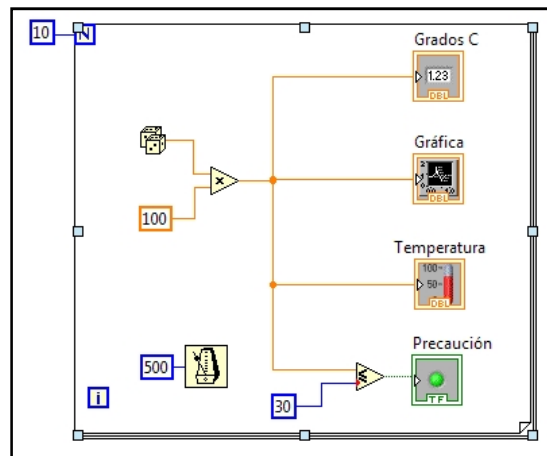 10
N
Grados C
1.23
DBL
Gráfica
DBL
100
x
Temperatura
100
50
DBL
Precaución
500
≤
TF
30
i